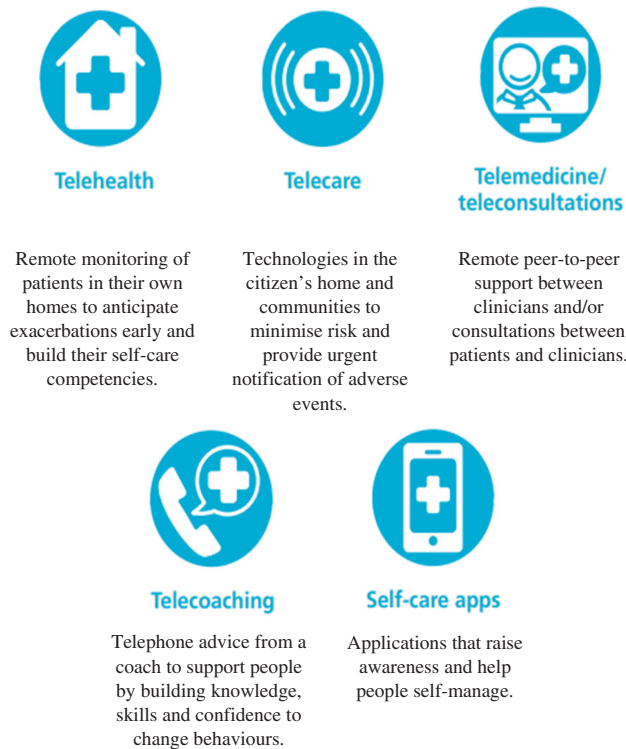 Telehealth
Remote monitoring of
patients in their own
homes to anticipate
exacerbations early and
build their self-care
competencies.
Telecare
Technologies in the
citizen’s home and
communities to
minimise risk and
provide urgent
notification of adverse
events.
Telemedicine/
teleconsultations
Remote peer-to-peer
support between
clinicians and/or
consultations between
patients and clinicians.
Telecoaching
Telephone advice from a
coach to support people
by building knowledge,
skills and confidence to
change behaviours.
Self-care apps
Applications that raise
awareness and help
people self-manage.